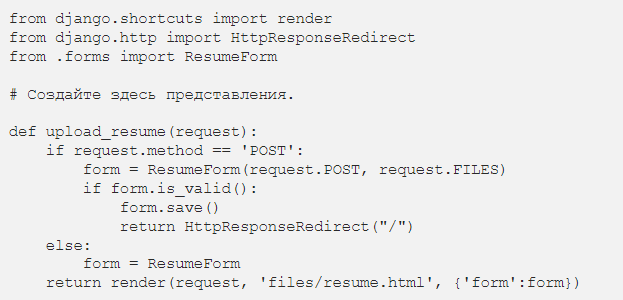 from django.shortcuts import render
from django.http import HttpResponseRedirect
from .forms import ResumeForm

# Создайте здесь представления.

def upload_resume(request):
    if request.method == 'POST':
        form = ResumeForm(request.POST, request.FILES)
        if form.is_valid():
            form.save()
            return HttpResponseRedirect("/")
    else:
        form = ResumeForm
    return render(request, 'files/resume.html', {'form':form})